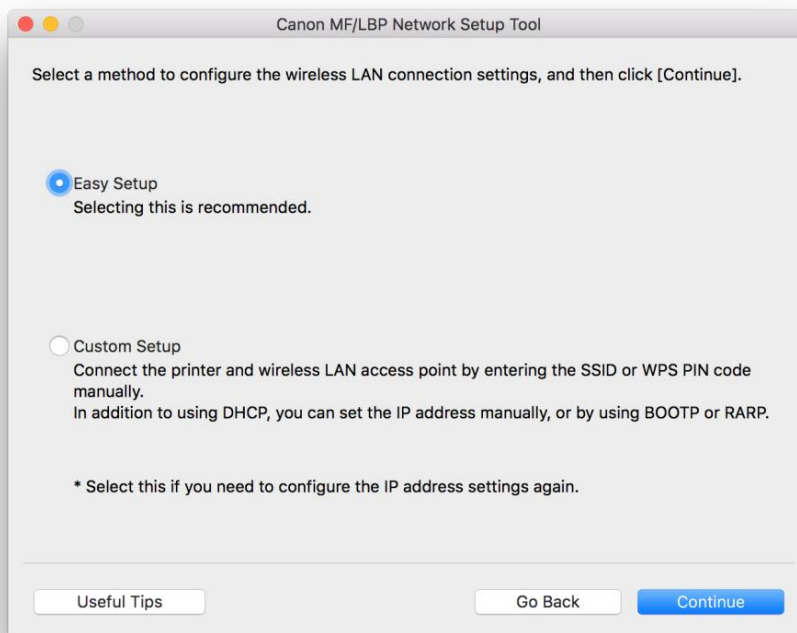 Canon MF/LBP Network Setup Tool
Select a method to configure the wireless LAN connection settings, and then click [Continue].
Easy Setup
Selecting this is recommended.
Custom Setup
Connect the printer and wireless LAN access point by entering the SSID or WPS PIN code
manually.
In addition to using DHCP, you can set the IP address manually, or by using BOOTP or RARP.
* Select this if you need to configure the IP address settings again.
Useful Tips
Go Back
Continue